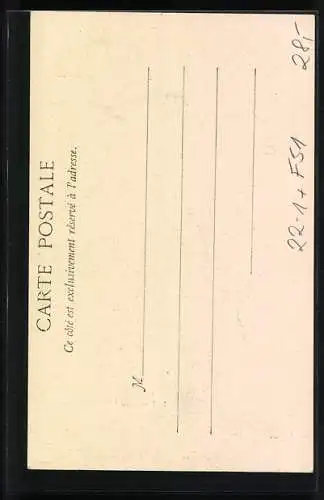 CARTE POSTALE
Ce côté est exclusivement réservé à l'adresse.
M
22-1+F51
28,-